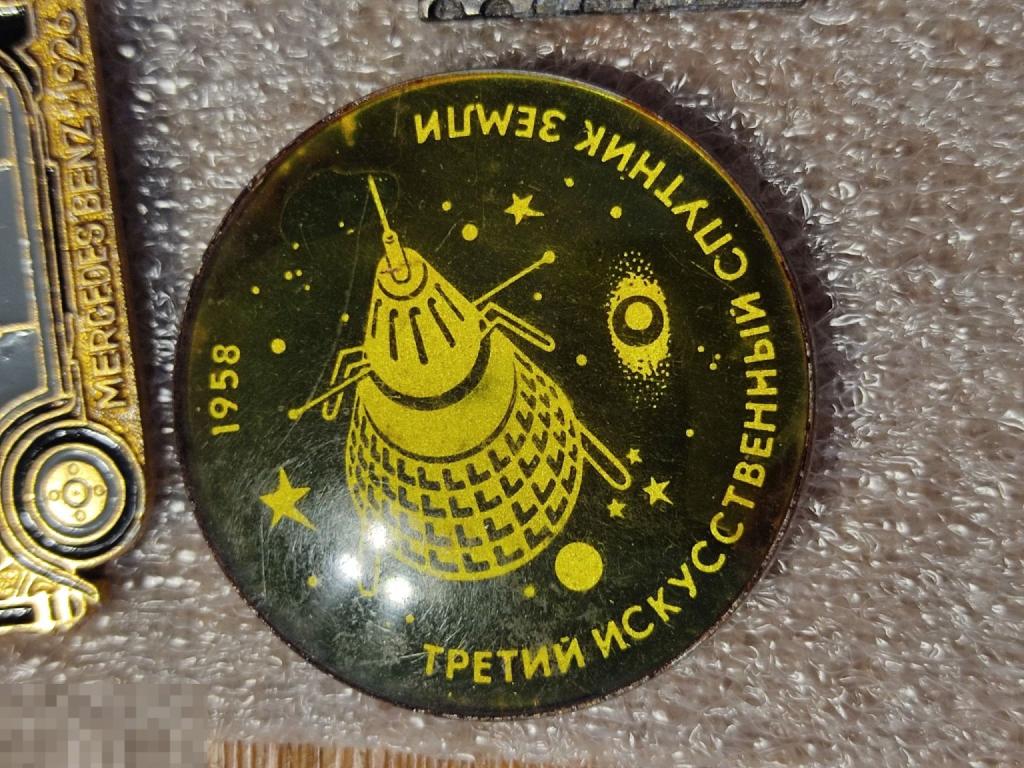 MERCEDES BENZ 1926
1958
ТРЕТИЙ ИСКУССТВЕННЫЙ СПУТНИК ЗЕМЛИ